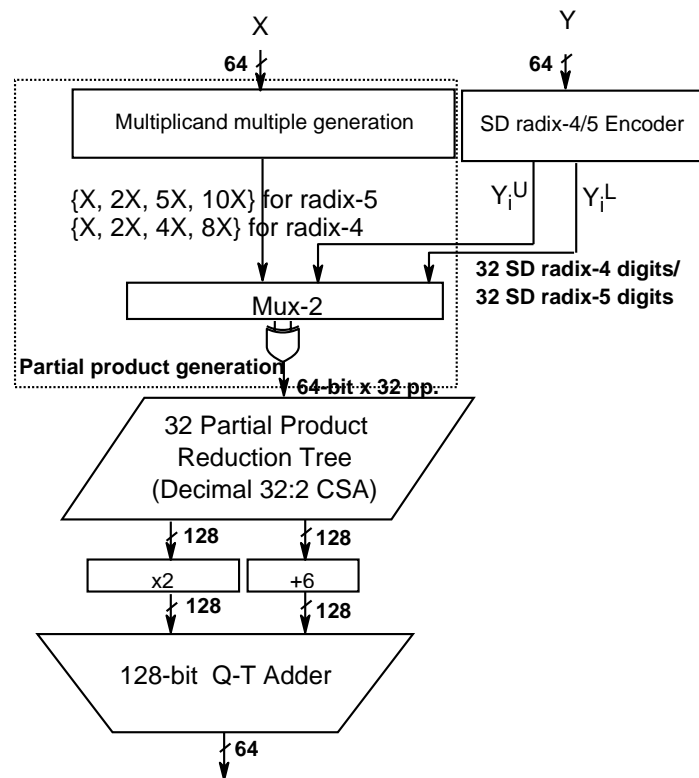 X
Y
64
64
Multiplicand multiple generation
SD radix-4/5 Encoder
{X, 2X, 5X, 10X} for radix-5
{X, 2X, 4X, 8X} for radix-4
YiU
YiL
32 SD radix-4 digits/
32 SD radix-5 digits
Mux-2
Partial product generation
64-bit x 32 pp.
32 Partial Product
Reduction Tree
(Decimal 32:2 CSA)
128
128
x2
+6
128
128
128-bit Q-T Adder
64